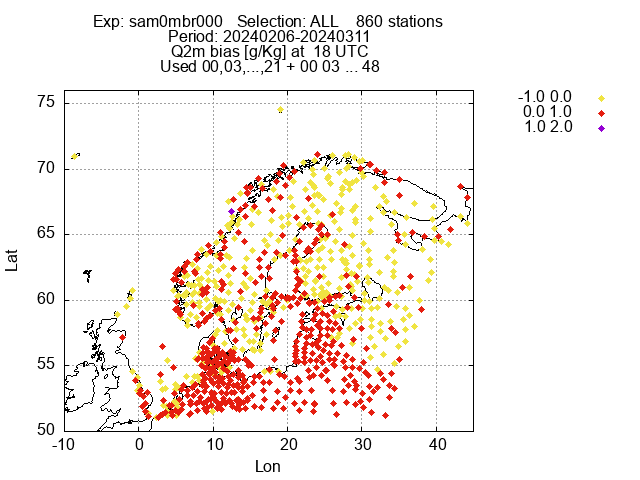 Exp: sam0mbr000 Selection: ALL 860 stations
Period: 20240206-20240311
Q2m bias [g/Kg] at 18 UTC
Used 00,03,...,21 + 00 03 ... 48
-1.0 0.0
0.0 1.0
1.0 2.0
75
70
65
60
55
50
Lat
-10 0 10 20 30 40
Lon